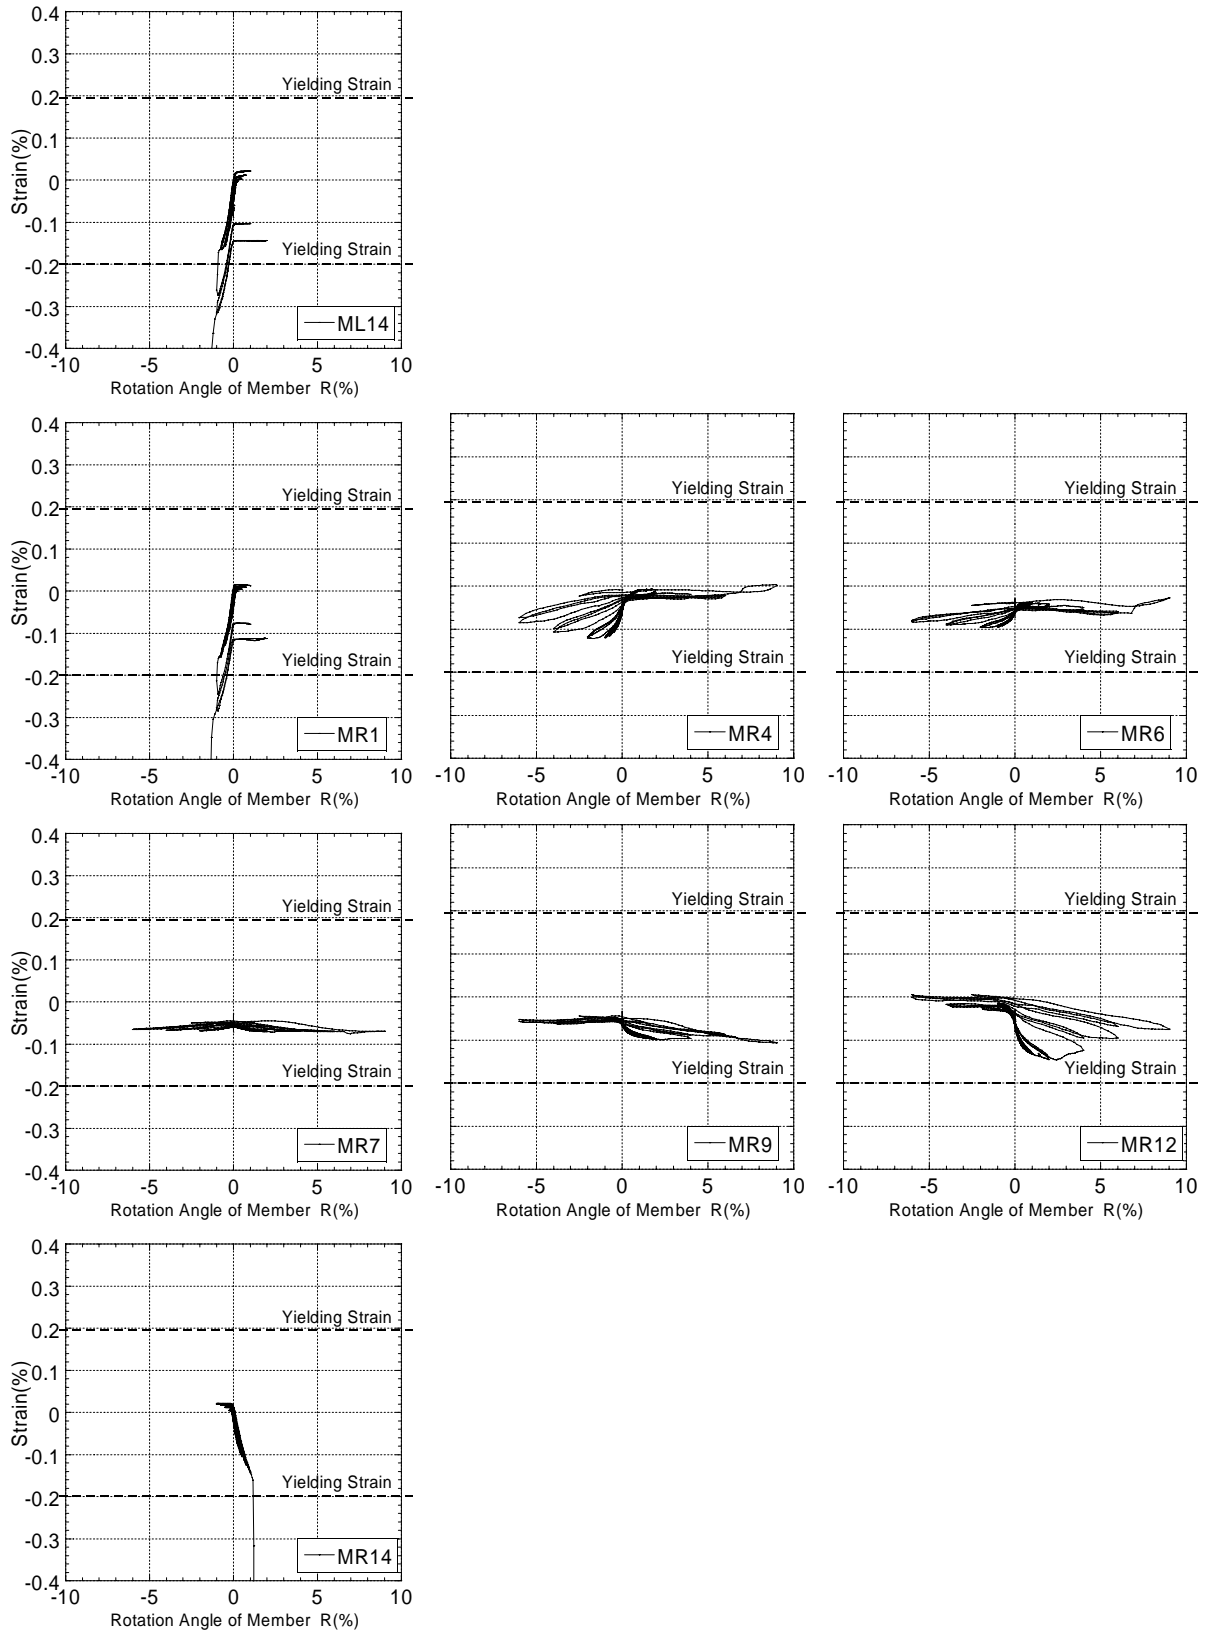 0.4
0.3
Yielding Strain
0.2
0.1
Strain(%)
0
-0.1
Yielding Strain
-0.2
-0.3
ML14
-0.4
-10 -5 0 5 10
Rotation Angle of Member R(%)
0.4
0.3
Yielding Strain
0.2
0.1
Strain(%)
0
-0.1
Yielding Strain
-0.2
-0.3
MR1
-0.4
-10 -5 0 5 10
Rotation Angle of Member R(%)
Yielding Strain
Yielding Strain
MR4
-10 -5 0 5 10
Rotation Angle of Member R(%)
Yielding Strain
Yielding Strain
MR6
-10 -5 0 5 10
Rotation Angle of Member R(%)
0.4
0.3
Yielding Strain
0.2
0.1
Strain(%)
0
-0.1
Yielding Strain
-0.2
-0.3
MR7
-0.4
-10 -5 0 5 10
Rotation Angle of Member R(%)
Yielding Strain
Yielding Strain
MR9
-10 -5 0 5 10
Rotation Angle of Member R(%)
Yielding Strain
Yielding Strain
MR12
-10 -5 0 5 10
Rotation Angle of Member R(%)
0.4
0.3
Yielding Strain
0.2
0.1
Strain(%)
0
-0.1
Yielding Strain
-0.2
-0.3
MR14
-0.4
-10 -5 0 5 10
Rotation Angle of Member R(%)